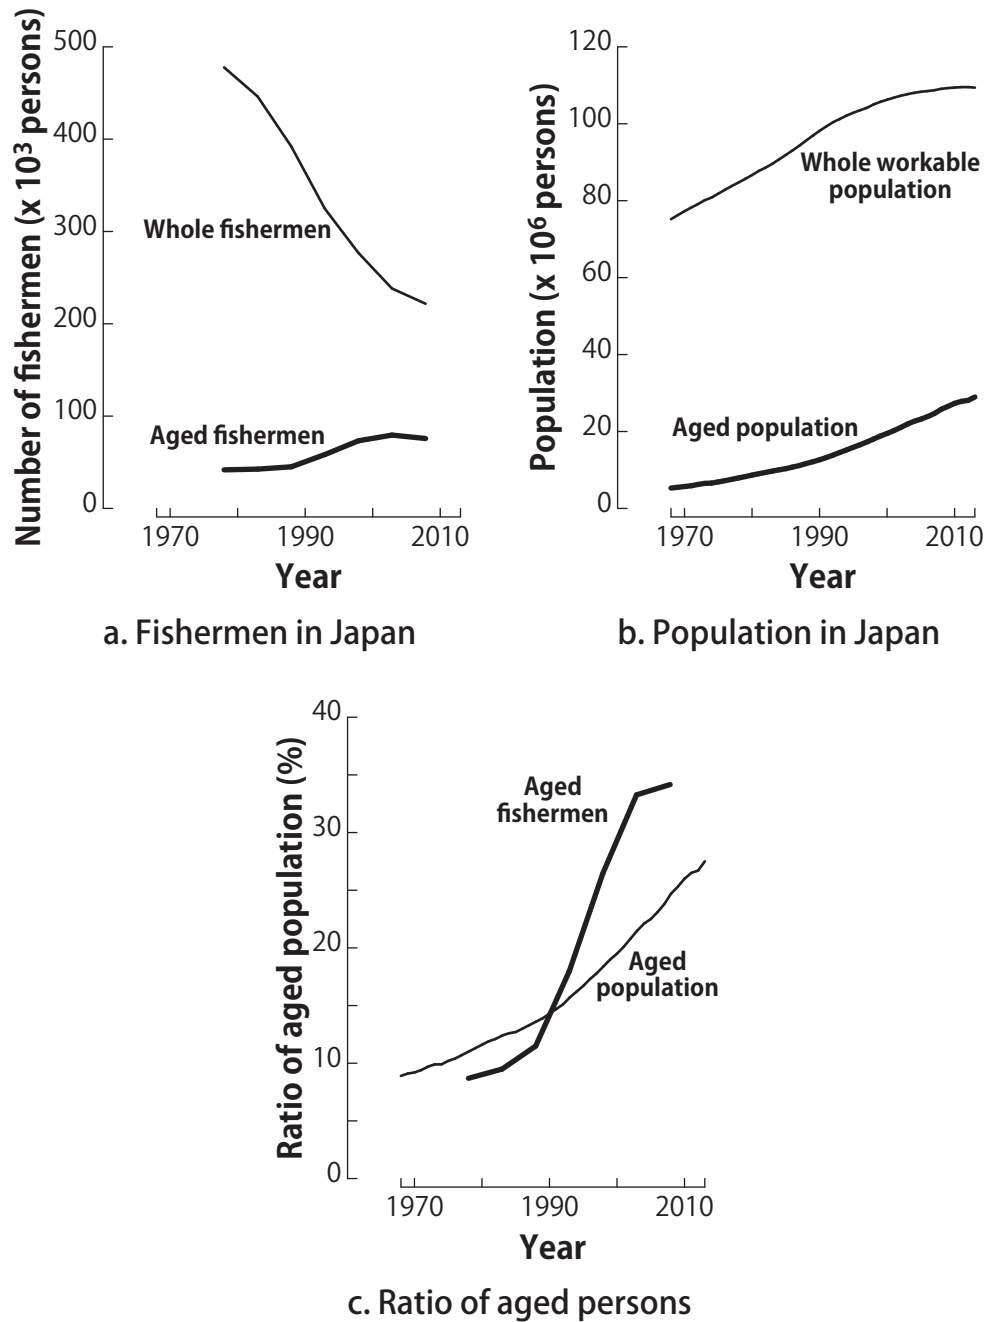 Number of fishermen (x 10³ persons)
500
400
300
200
100
0
Whole fishermen
Aged fishermen
1970 1990 2010
Year
a. Fishermen in Japan
Population (x 10⁶ persons)
120
100
80
60
40
20
0
Whole workable
population
Aged population
1970 1990 2010
Year
b. Population in Japan
Ratio of aged population (%)
40
30
20
10
0
Aged
fishermen
Aged
population
1970 1990 2010
Year
c. Ratio of aged persons